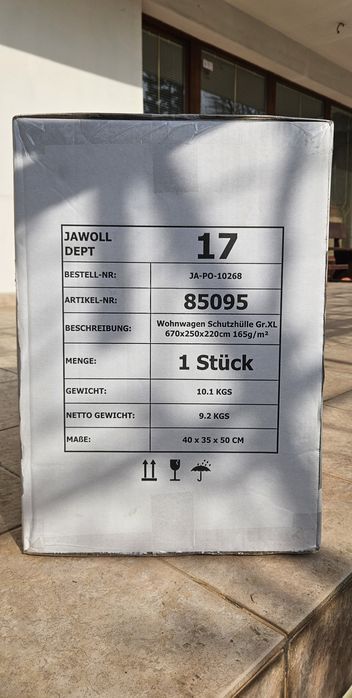 JAWOLL
DEPT
17
BESTELL-NR:
JA-PO-10268
ARTIKEL-NR:
85095
BESCHREIBUNG:
Wohnwagen Schutzhülle Gr.XL
670x250x220cm 165g/m²
MENGE:
1 Stück
GEWICHT:
10.1 KGS
NETTO GEWICHT:
9.2 KGS
MAßE:
40 x 35 x 50 CM